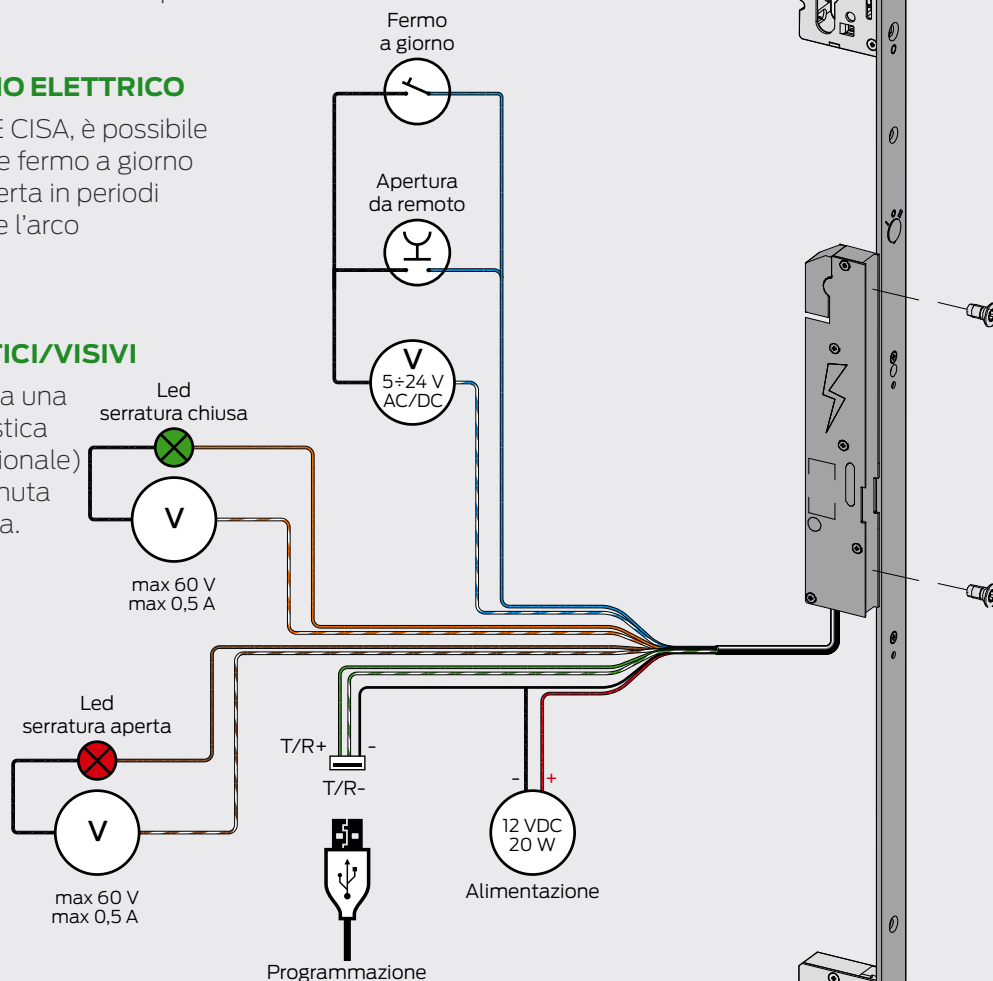 Fermo
a giorno
O ELETTRICO
E CISA, è possibile
e fermo a giorno
erta in periodi
e l’arco
Apertura
da remoto
V
5÷24 V
AC/DC
TICI/VISIVI
a una
stica
ionale)
nuta
a.
Led
serratura chiusa
V
max 60 V
max 0,5 A
Led
serratura aperta
V
max 60 V
max 0,5 A
T/R+
-
T/R-
-
+
12 VDC
20 W
Alimentazione
Programmazione